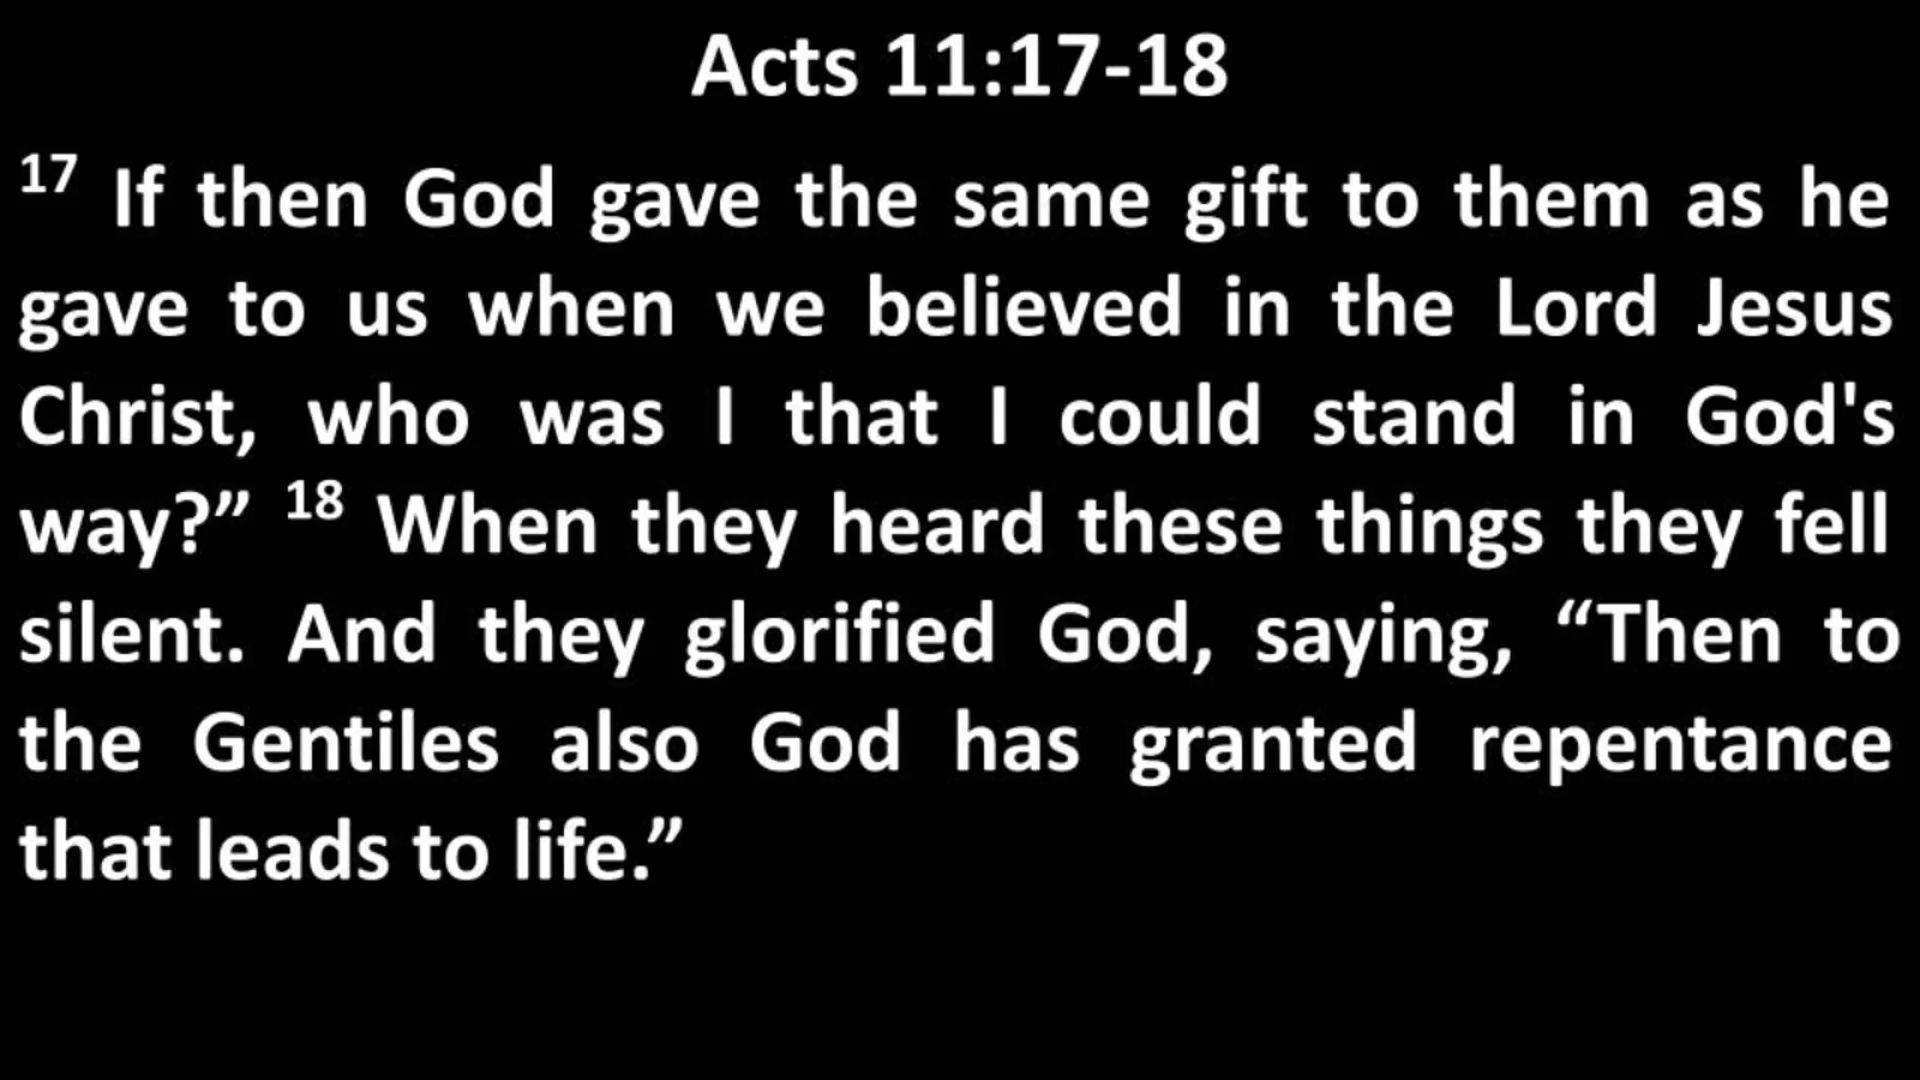 Acts 11:17-18
17 If then God gave the same gift to them as he
gave to us when we believed in the Lord Jesus
Christ, who was I that I could stand in God's
way?” 18 When they heard these things they fell
silent. And they glorified God, saying, “Then to
the Gentiles also God has granted repentance
that leads to life.”